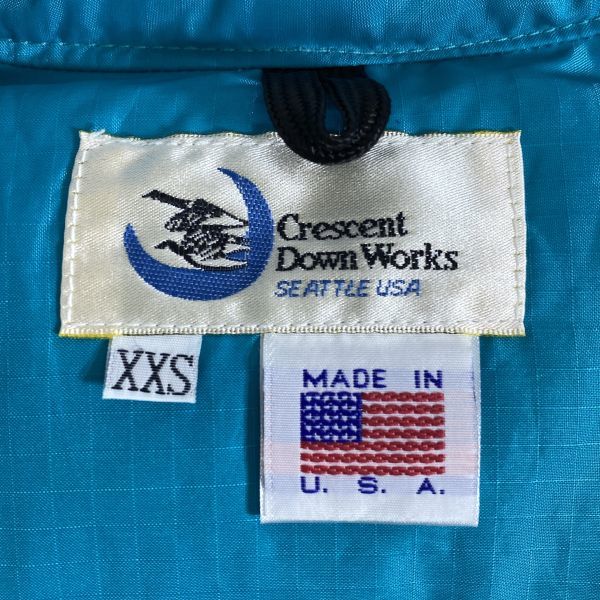 Crescent
Down Works
SEATTLE USA
XXS
MADE IN
U. S. A.